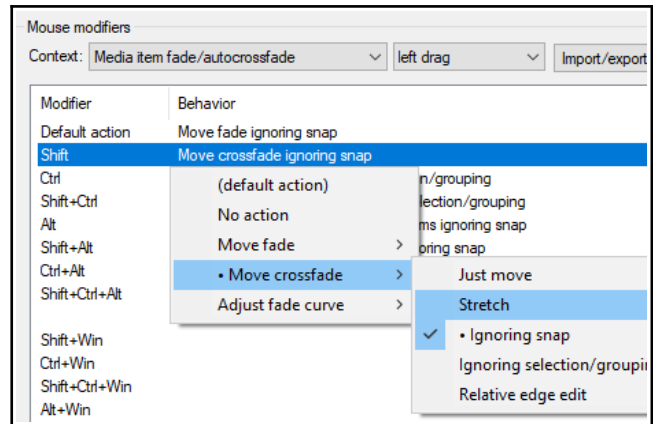 Mouse modifiers
Context: Media item fade/autocrossfade left drag Import/export
Modifier Behavior
Default action Move fade ignoring snap
Shift Move crossfade ignoring snap
Ctrl n/grouping
(default action)
Shift+Ctrl lection/grouping
No action
Alt ms ignoring snap
Shift+Alt Move fade > oring snap
Ctrl+Alt • Move crossfade > Just move
Shift+Ctrl+Alt Adjust fade curve > Stretch
✓ • Ignoring snap
Shift+Win
Ctrl+Win Ignoring selection/groupi
Shift+Ctrl+Win Relative edge edit
Alt+Win